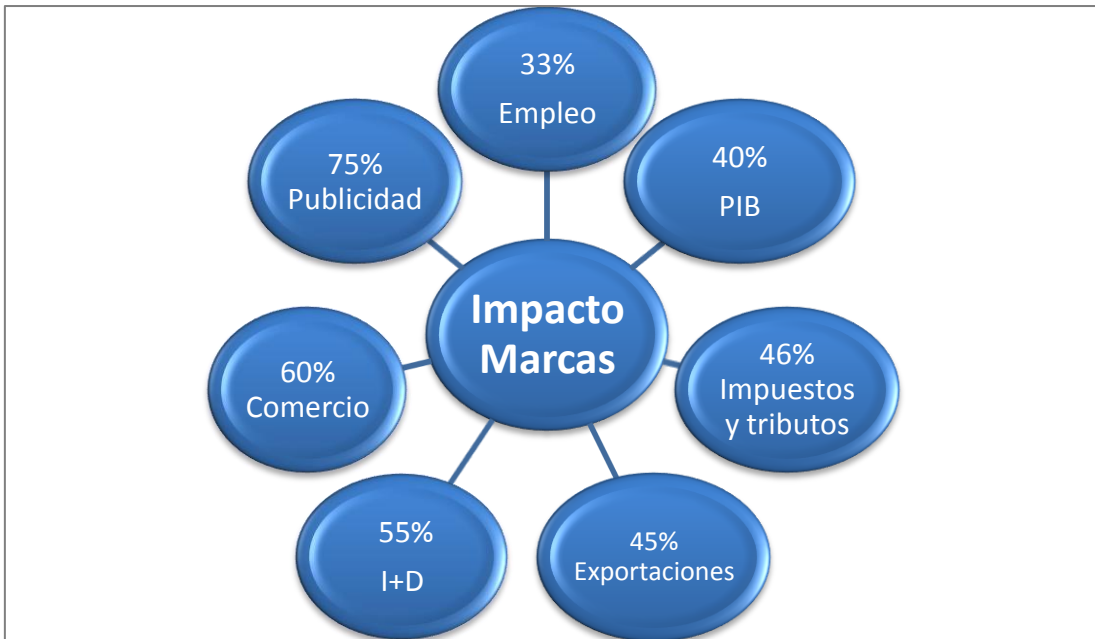 33%
Empleo
40%
PIB
46%
Impuestos
y tributos
45%
Exportaciones
55%
I+D
60%
Comercio
75%
Publicidad
Impacto
Marcas